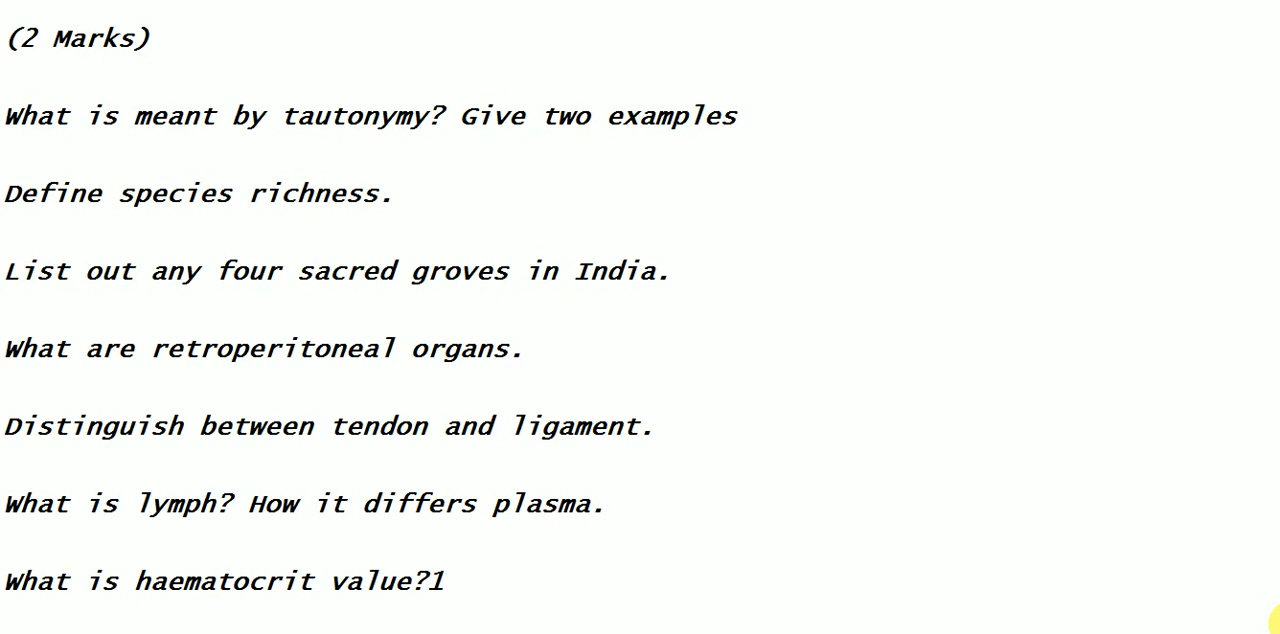 (2 Marks)
What is meant by tautonymy? Give two examples
Define species richness.
List out any four sacred groves in India.
What are retroperitoneal organs.
Distinguish between tendon and ligament.
What is lymph? How it differs plasma.
What is haematocrit value?1